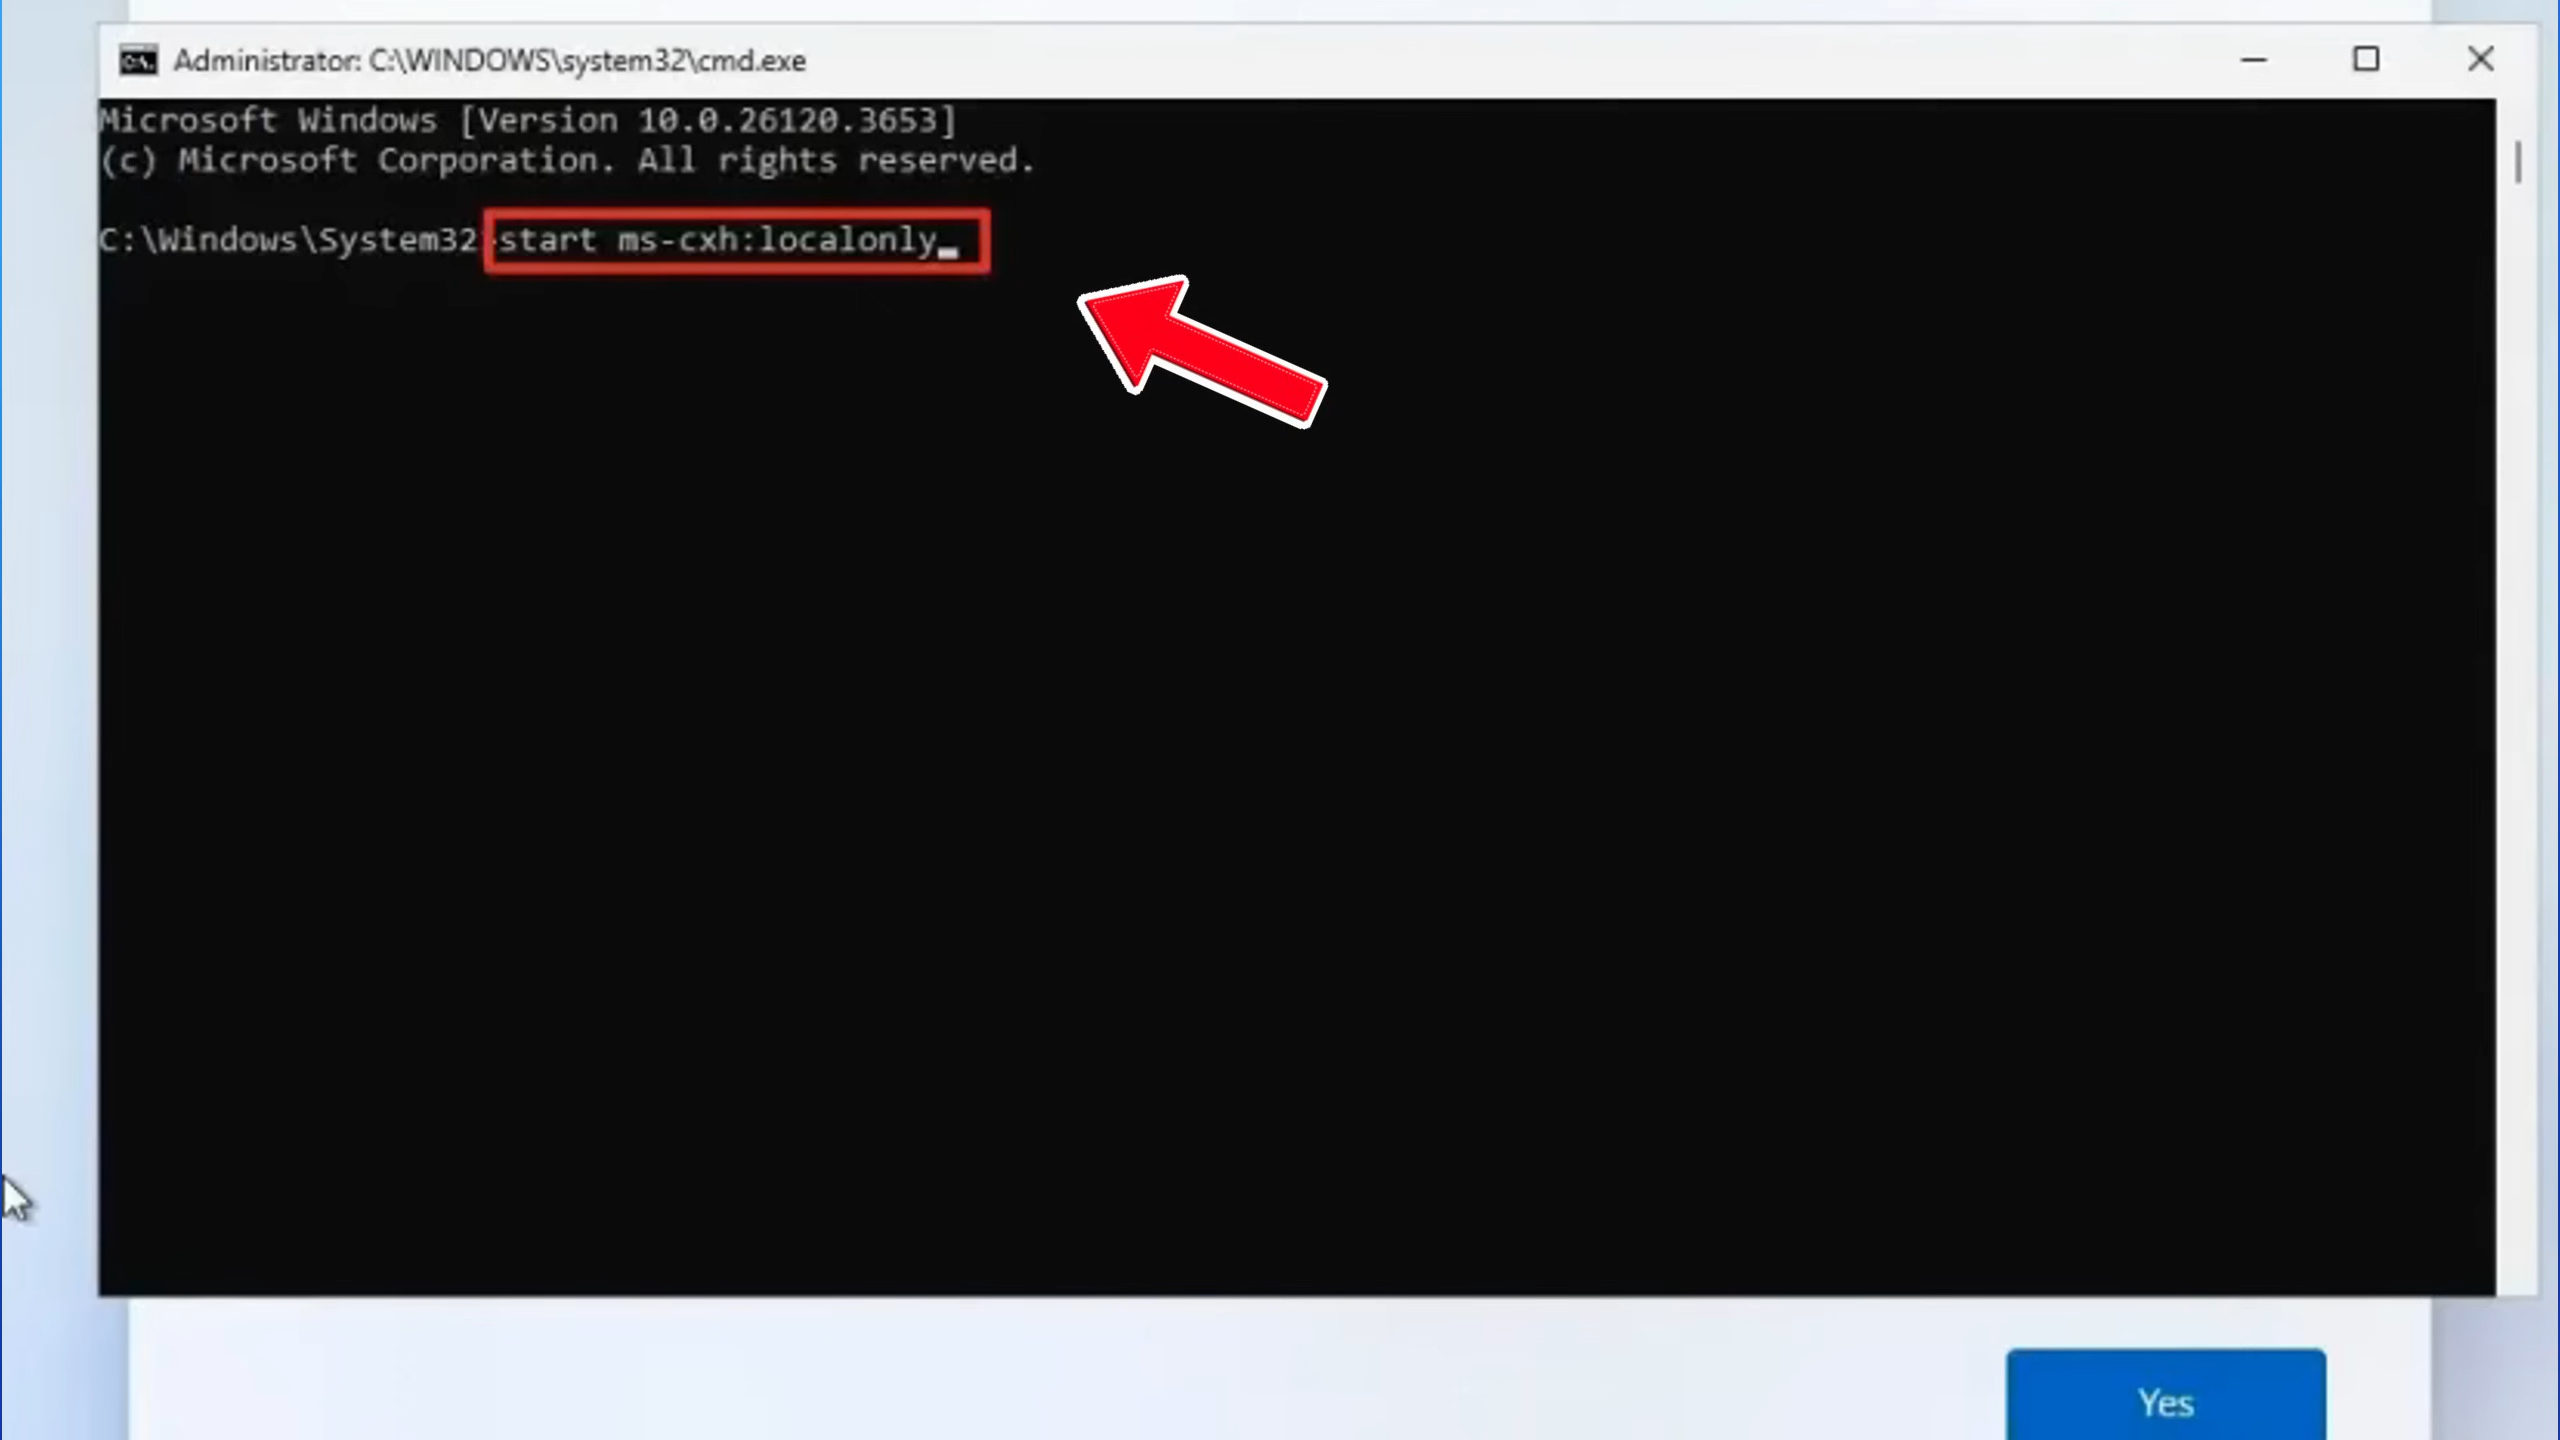 Administrator: C:\WINDOWS\system32\cmd.exe
Microsoft Windows [Version 10.0.26120.3653]
(c) Microsoft Corporation. All rights reserved.
C:\Windows\System32>start ms-cxh:localonly_
Yes